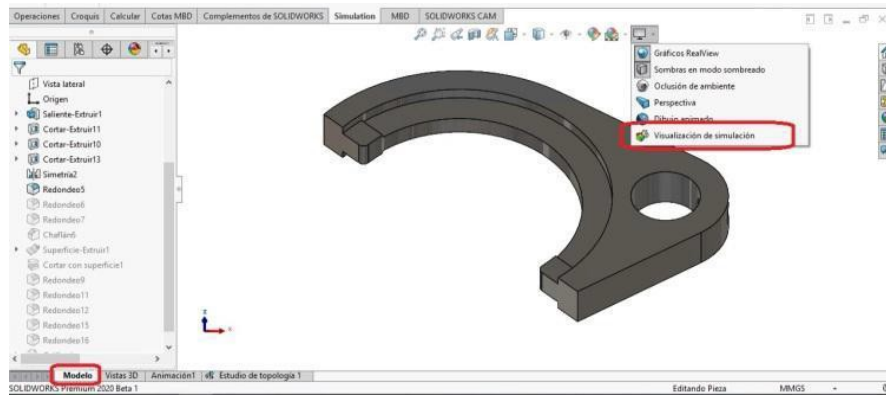 Operaciones Croquis Calcular Cotas MBD Complementos de SOLIDWORKS Simulation MBD SOLIDWORKS CAM
Gráficos RealView
Sombras en modo sombreado
Oclusión de ambiente
Perspectiva
Dibujo animado
Visualización de simulación
Vista lateral
Origen
Saliente-Extruir1
Cortar-Extruir11
Cortar-Extruir10
Cortar-Extruir13
Simetría2
Redondeo5
Redondeo6
Redondeo7
Chaflán6
Superficie-Extruir1
Cortar con superficie1
Redondeo9
Redondeo11
Redondeo12
Redondeo15
Redondeo16
z
x
Modelo Vistas 3D Animación1 Estudio de topología 1
SOLIDWORKS Premium 2020 Beta 1 Editando Pieza MMGS -